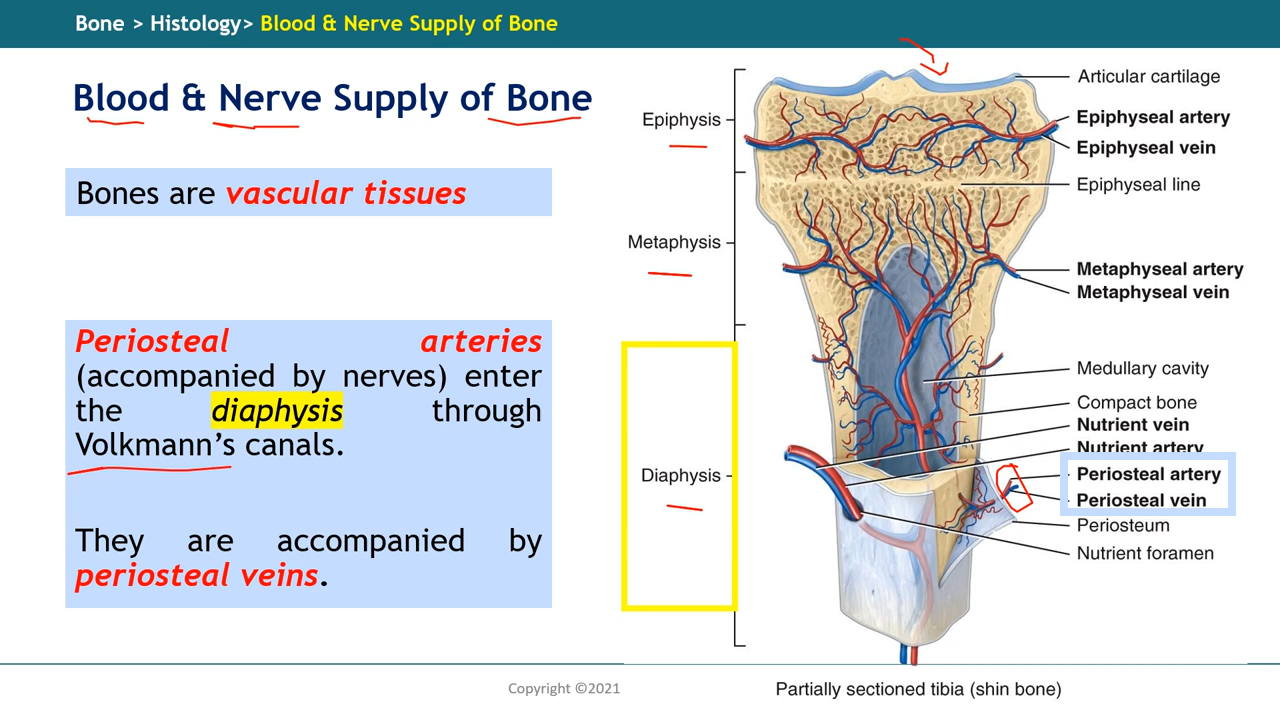 Bone > Histology> Blood & Nerve Supply of Bone
Blood & Nerve Supply of Bone
Bones are vascular tissues
Periosteal arteries
(accompanied by nerves) enter
the diaphysis through
Volkmann's canals.
They are accompanied by
periosteal veins.
Epiphysis
Metaphysis
Diaphysis
Articular cartilage
Epiphyseal artery
Epiphyseal vein
Epiphyseal line
Metaphyseal artery
Metaphyseal vein
Medullary cavity
Compact bone
Nutrient vein
Nutrient artery
Periosteal artery
Periosteal vein
Periosteum
Nutrient foramen
Copyright ©2021
Partially sectioned tibia (shin bone)